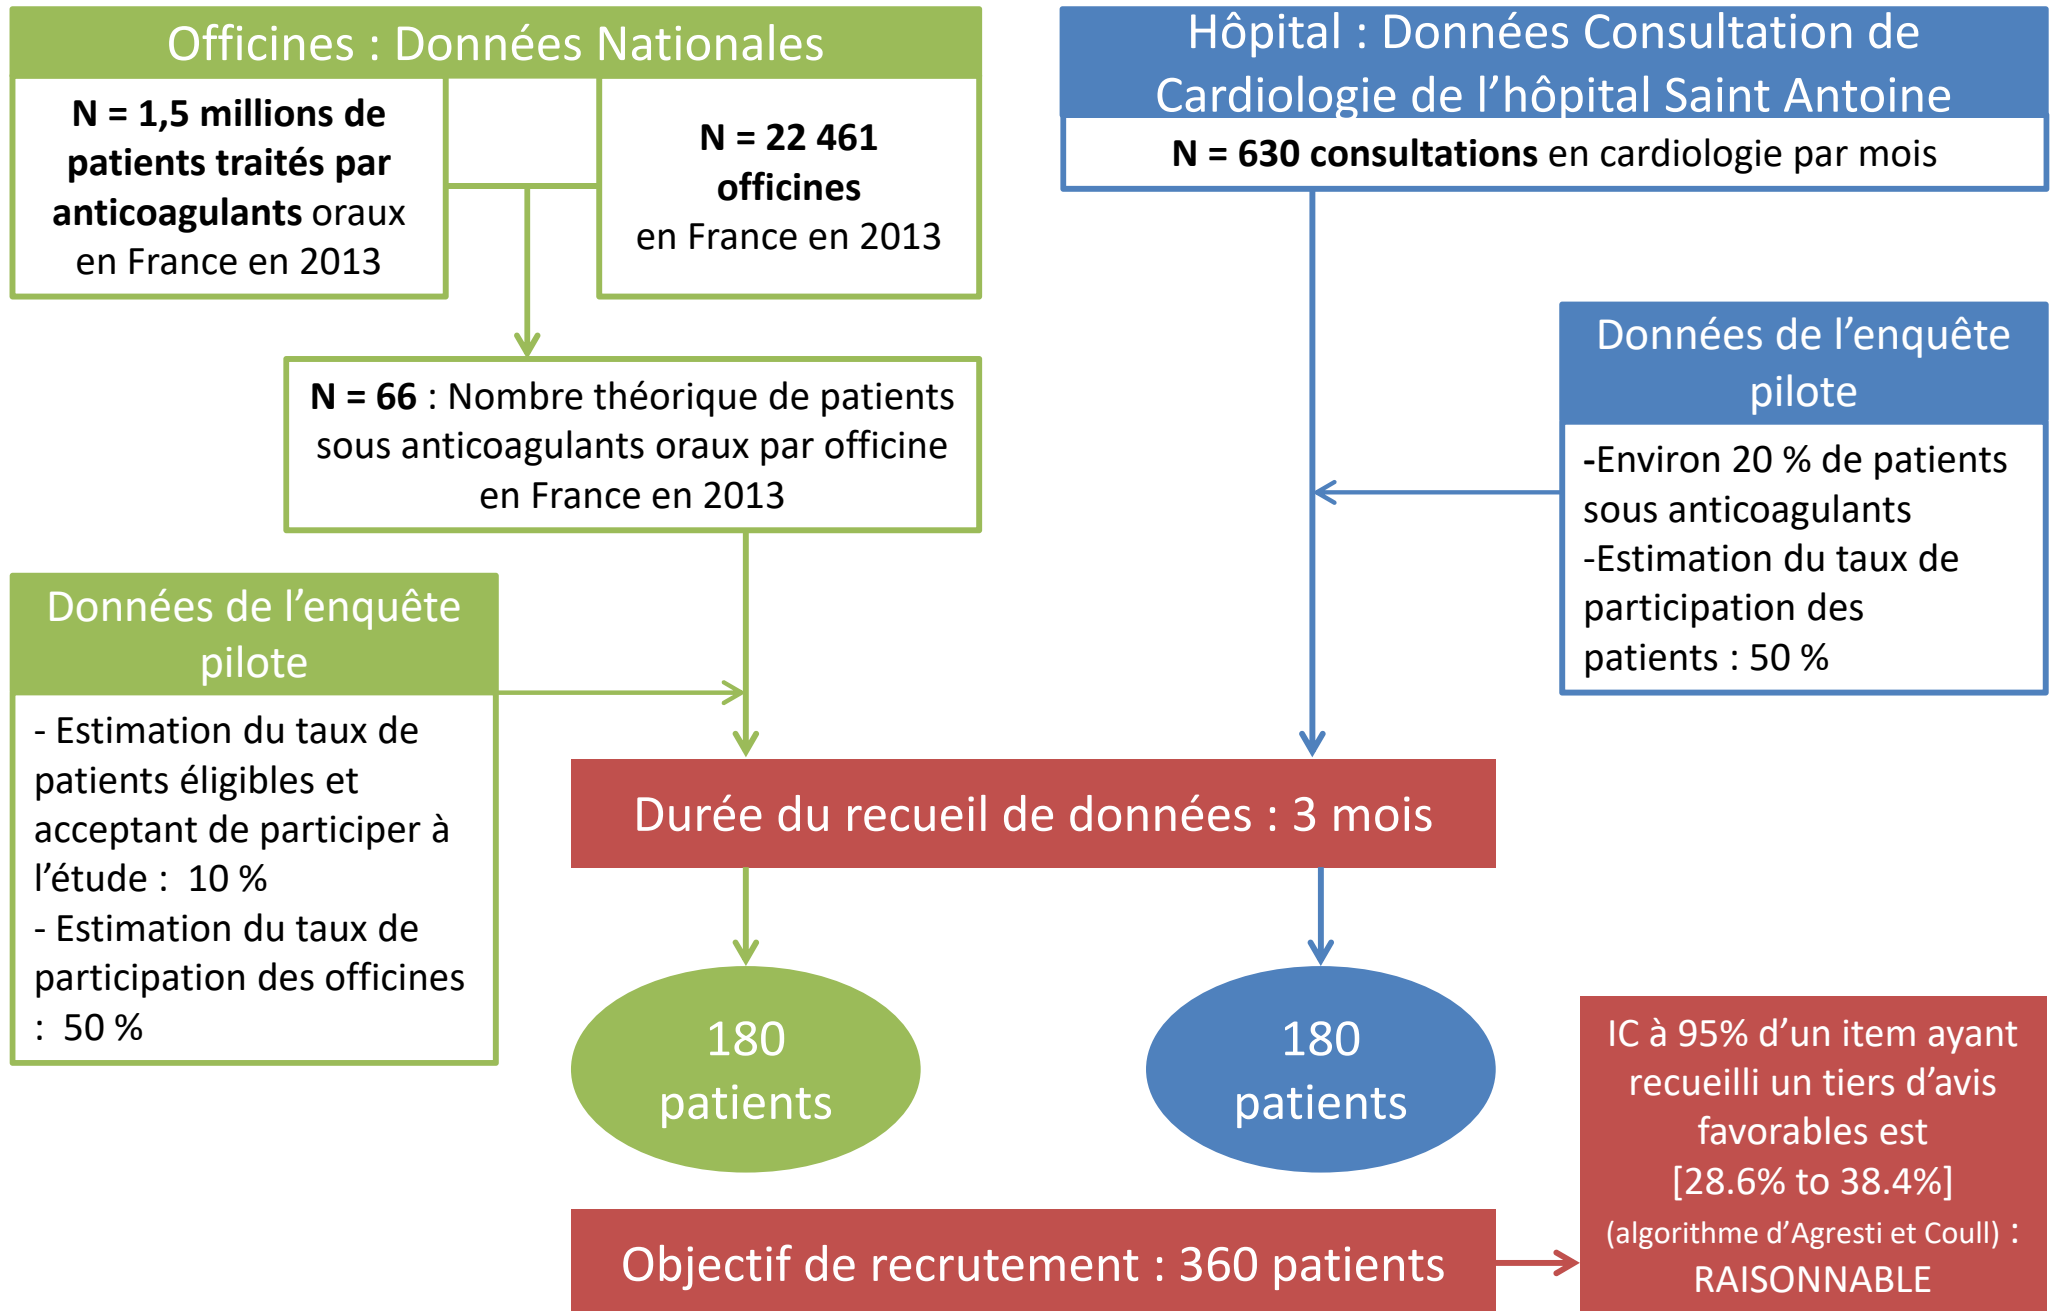 Officines : Données Nationales
N = 1,5 millions de
patients traités par
anticoagulants oraux
en France en 2013
N = 22 461
officines
en France en 2013
N = 66 : Nombre théorique de patients
sous anticoagulants oraux par officine
en France en 2013
Données de l’enquête
pilote
- Estimation du taux de
patients éligibles et
acceptant de participer à
l’étude : 10 %
- Estimation du taux de
participation des officines
: 50 %
Hôpital : Données Consultation de
Cardiologie de l’hôpital Saint Antoine
N = 630 consultations en cardiologie par mois
Données de l’enquête
pilote
-Environ 20 % de patients
sous anticoagulants
-Estimation du taux de
participation des
patients : 50 %
Durée du recueil de données : 3 mois
180
patients
180
patients
Objectif de recrutement : 360 patients
IC à 95% d’un item ayant
recueilli un tiers d’avis
favorables est
[28.6% to 38.4%]
(algorithme d’Agresti et Coull) :
RAISONNABLE